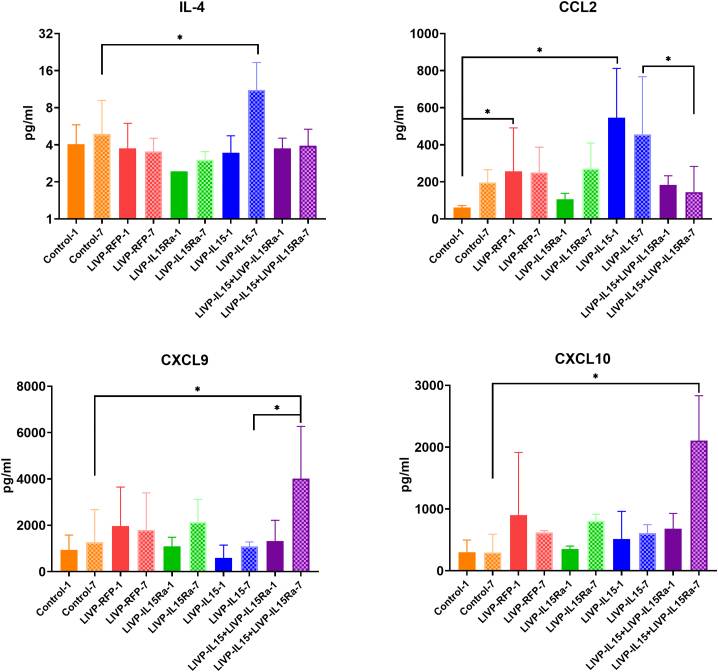 IL-4
*
pg/ml
32
16
8
4
2
1
Control-1
Control-7
LIVP-RFP-1
LIVP-RFP-7
LIVP-IL15Ra-1
LIVP-IL15Ra-7
LIVP-IL15-1
LIVP-IL15-7
LIVP-IL15+LIVP-IL15Ra-1
LIVP-IL15+LIVP-IL15Ra-7
CCL2
*
*
*
pg/ml
1000
800
600
400
200
0
Control-1
Control-7
LIVP-RFP-1
LIVP-RFP-7
LIVP-IL15Ra-1
LIVP-IL15Ra-7
LIVP-IL15-1
LIVP-IL15-7
LIVP-IL15+LIVP-IL15Ra-1
LIVP-IL15+LIVP-IL15Ra-7
CXCL9
*
*
pg/ml
8000
6000
4000
2000
0
Control-1
Control-7
LIVP-RFP-1
LIVP-RFP-7
LIVP-IL15Ra-1
LIVP-IL15Ra-7
LIVP-IL15-1
LIVP-IL15-7
LIVP-IL15+LIVP-IL15Ra-1
LIVP-IL15+LIVP-IL15Ra-7
CXCL10
*
pg/ml
3000
2000
1000
0
Control-1
Control-7
LIVP-RFP-1
LIVP-RFP-7
LIVP-IL15Ra-1
LIVP-IL15Ra-7
LIVP-IL15-1
LIVP-IL15-7
LIVP-IL15+LIVP-IL15Ra-1
LIVP-IL15+LIVP-IL15Ra-7